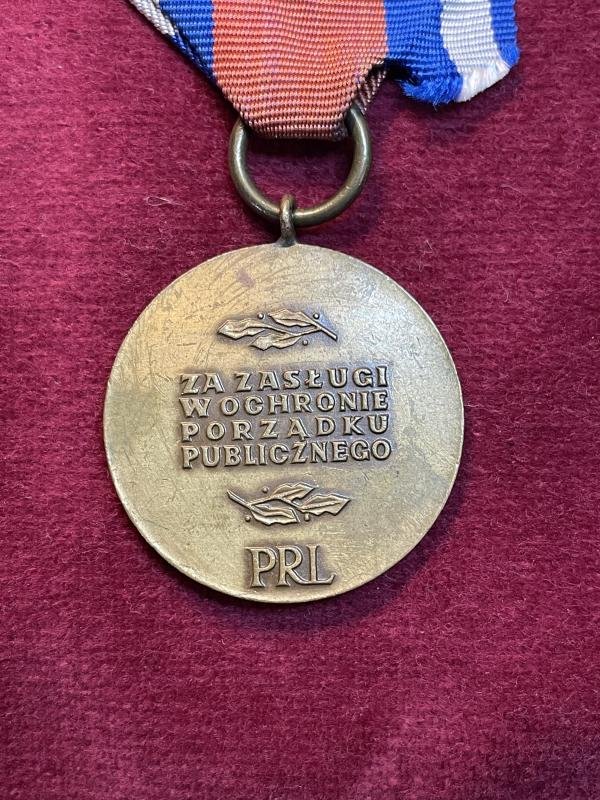 ZA ZASŁUGI
W OCHRONIE
PORZĄDKU
PUBLICZNEGO
PRL